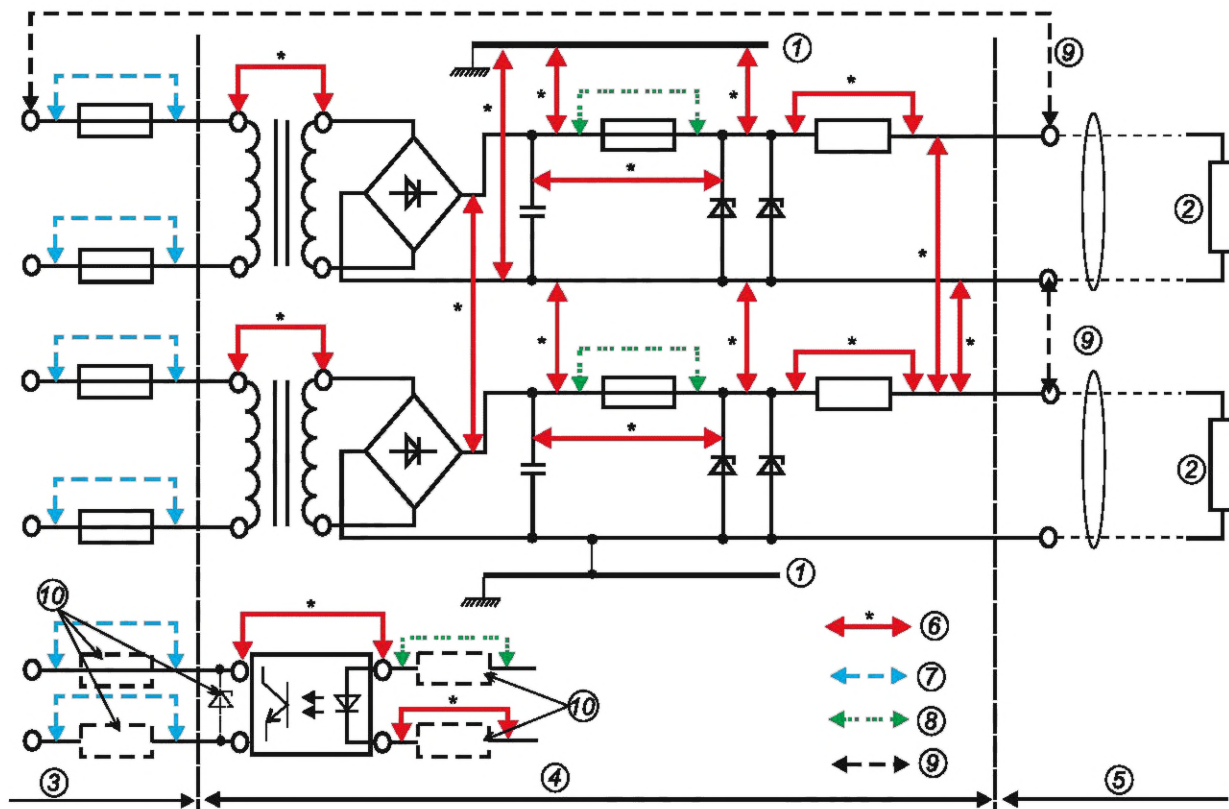 * ① ⑨
* * * *
* ②
* *
⑨
* * * * *
* ②
①
⑩ * * ⑥
⑦
⑩ * ⑧
⑨
③ ④ ⑤